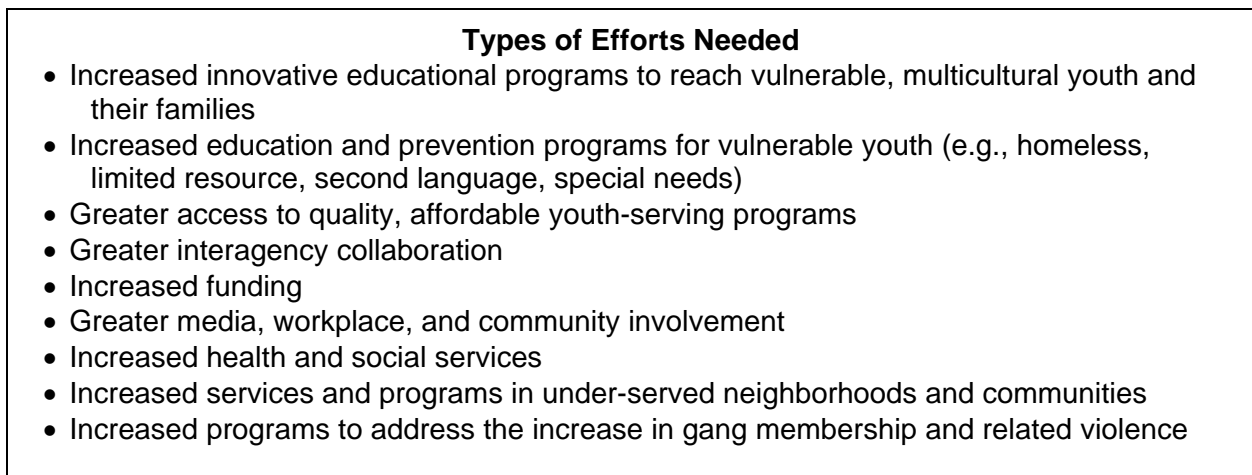 Types of Efforts Needed
• Increased innovative educational programs to reach vulnerable, multicultural youth and
their families
• Increased education and prevention programs for vulnerable youth (e.g., homeless,
limited resource, second language, special needs)
• Greater access to quality, affordable youth-serving programs
• Greater interagency collaboration
• Increased funding
• Greater media, workplace, and community involvement
• Increased health and social services
• Increased services and programs in under-served neighborhoods and communities
• Increased programs to address the increase in gang membership and related violence